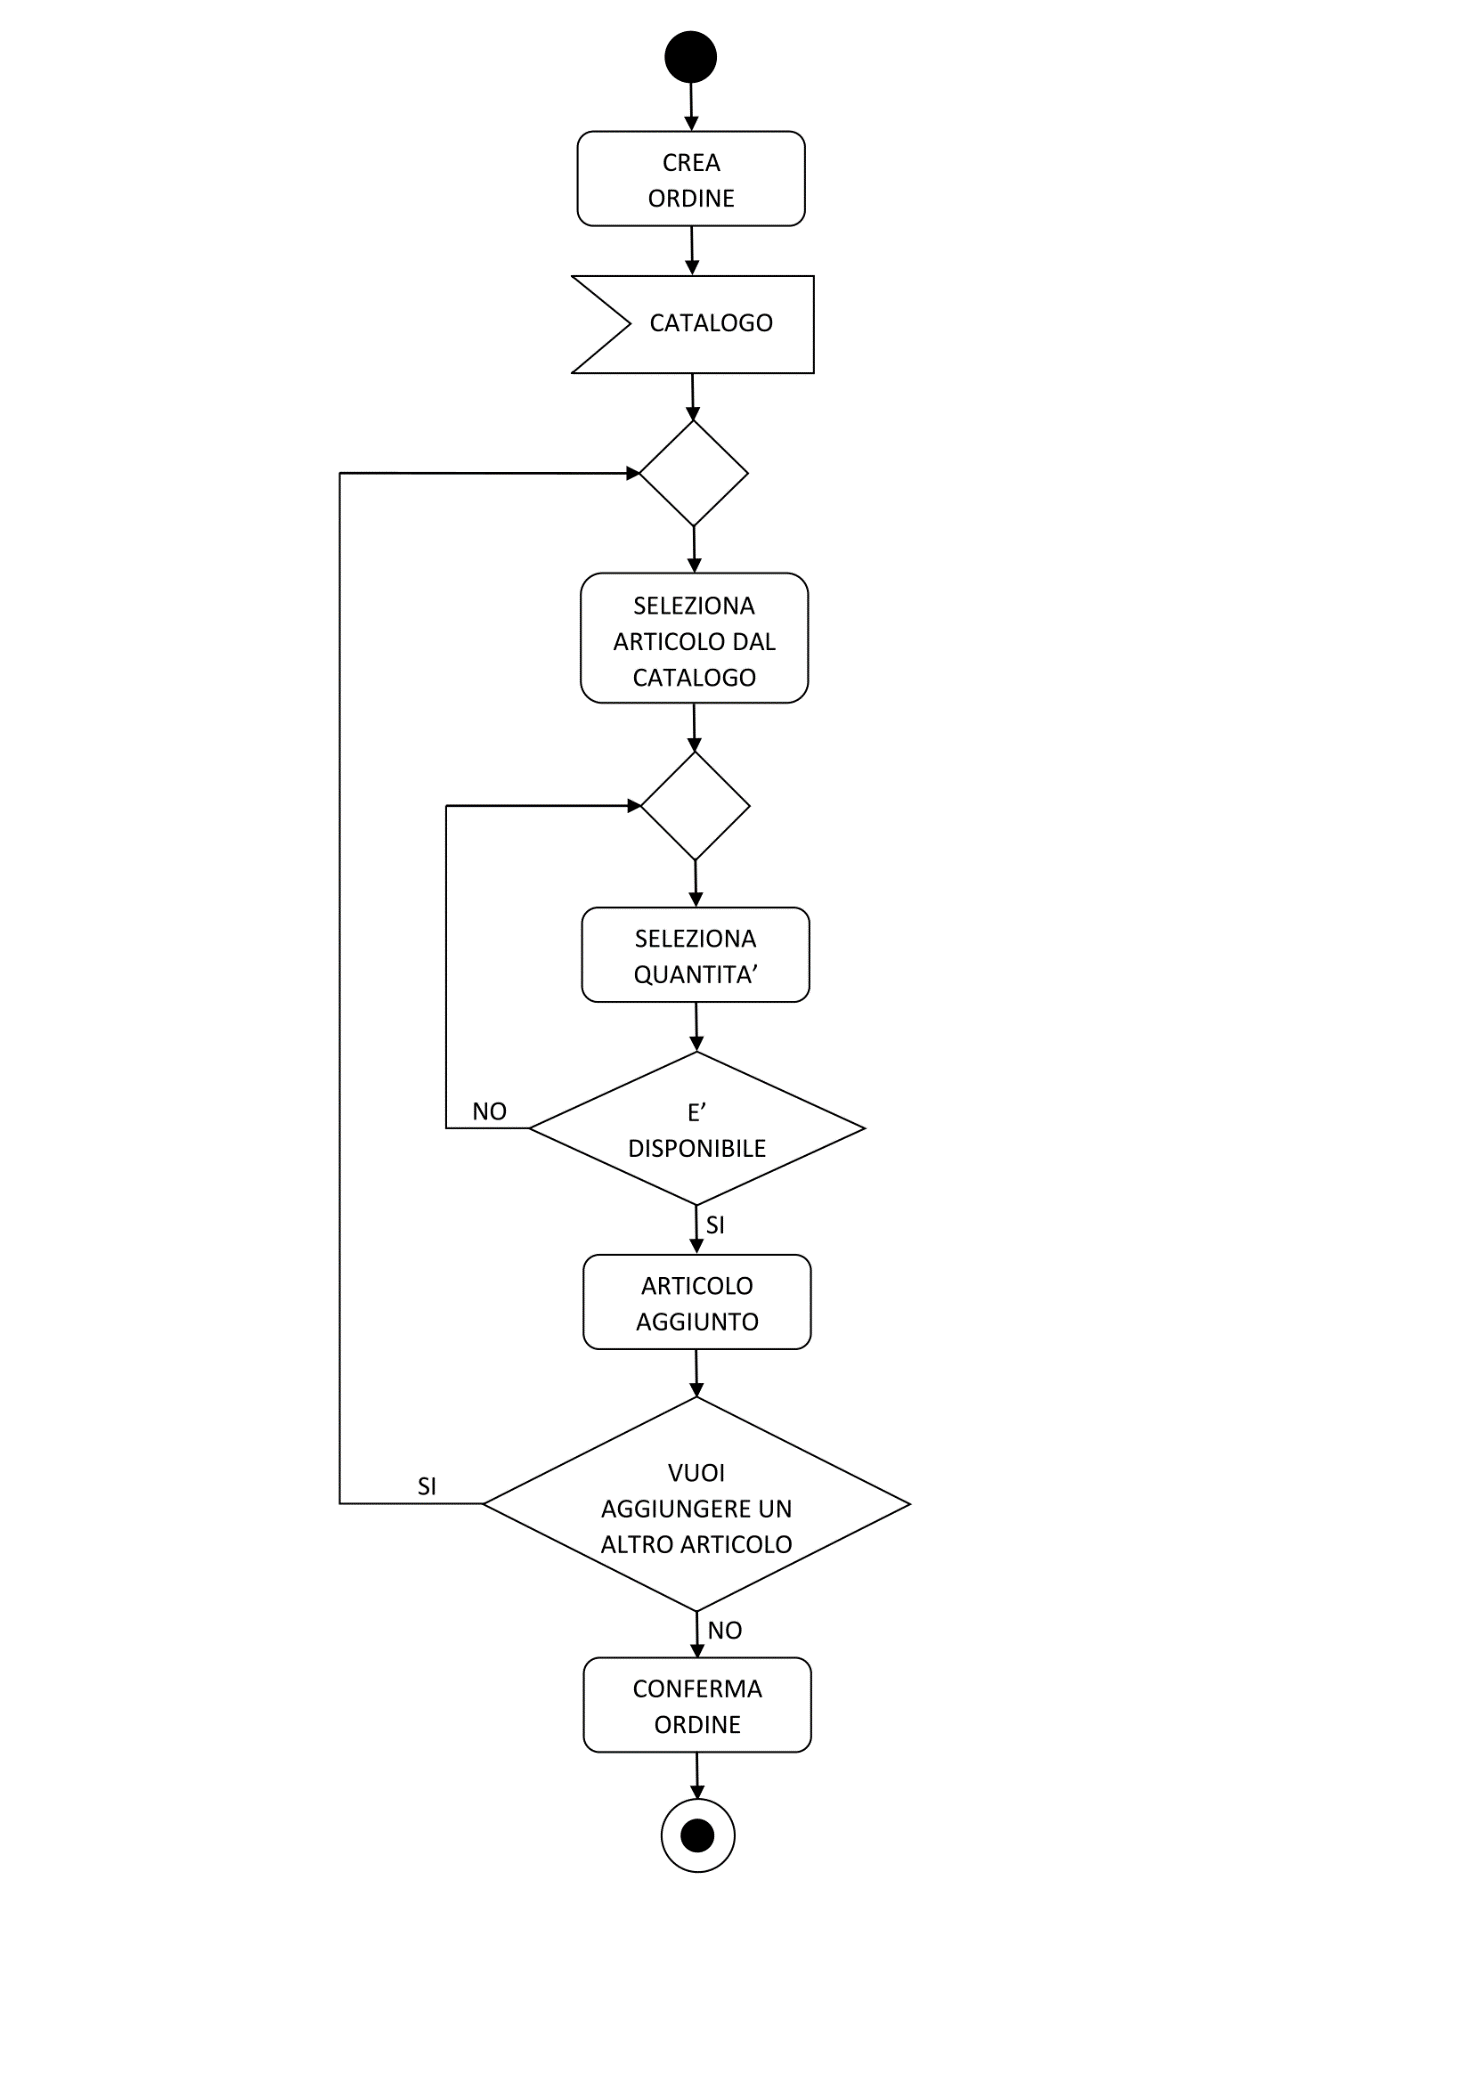 CREA
ORDINE
CATALOGO
SELEZIONA
ARTICOLO DAL
CATALOGO
SELEZIONA
QUANTITA’
NO
E’
DISPONIBILE
SI
ARTICOLO
AGGIUNTO
SI
VUOI
AGGIUNGERE UN
ALTRO ARTICOLO
NO
CONFERMA
ORDINE